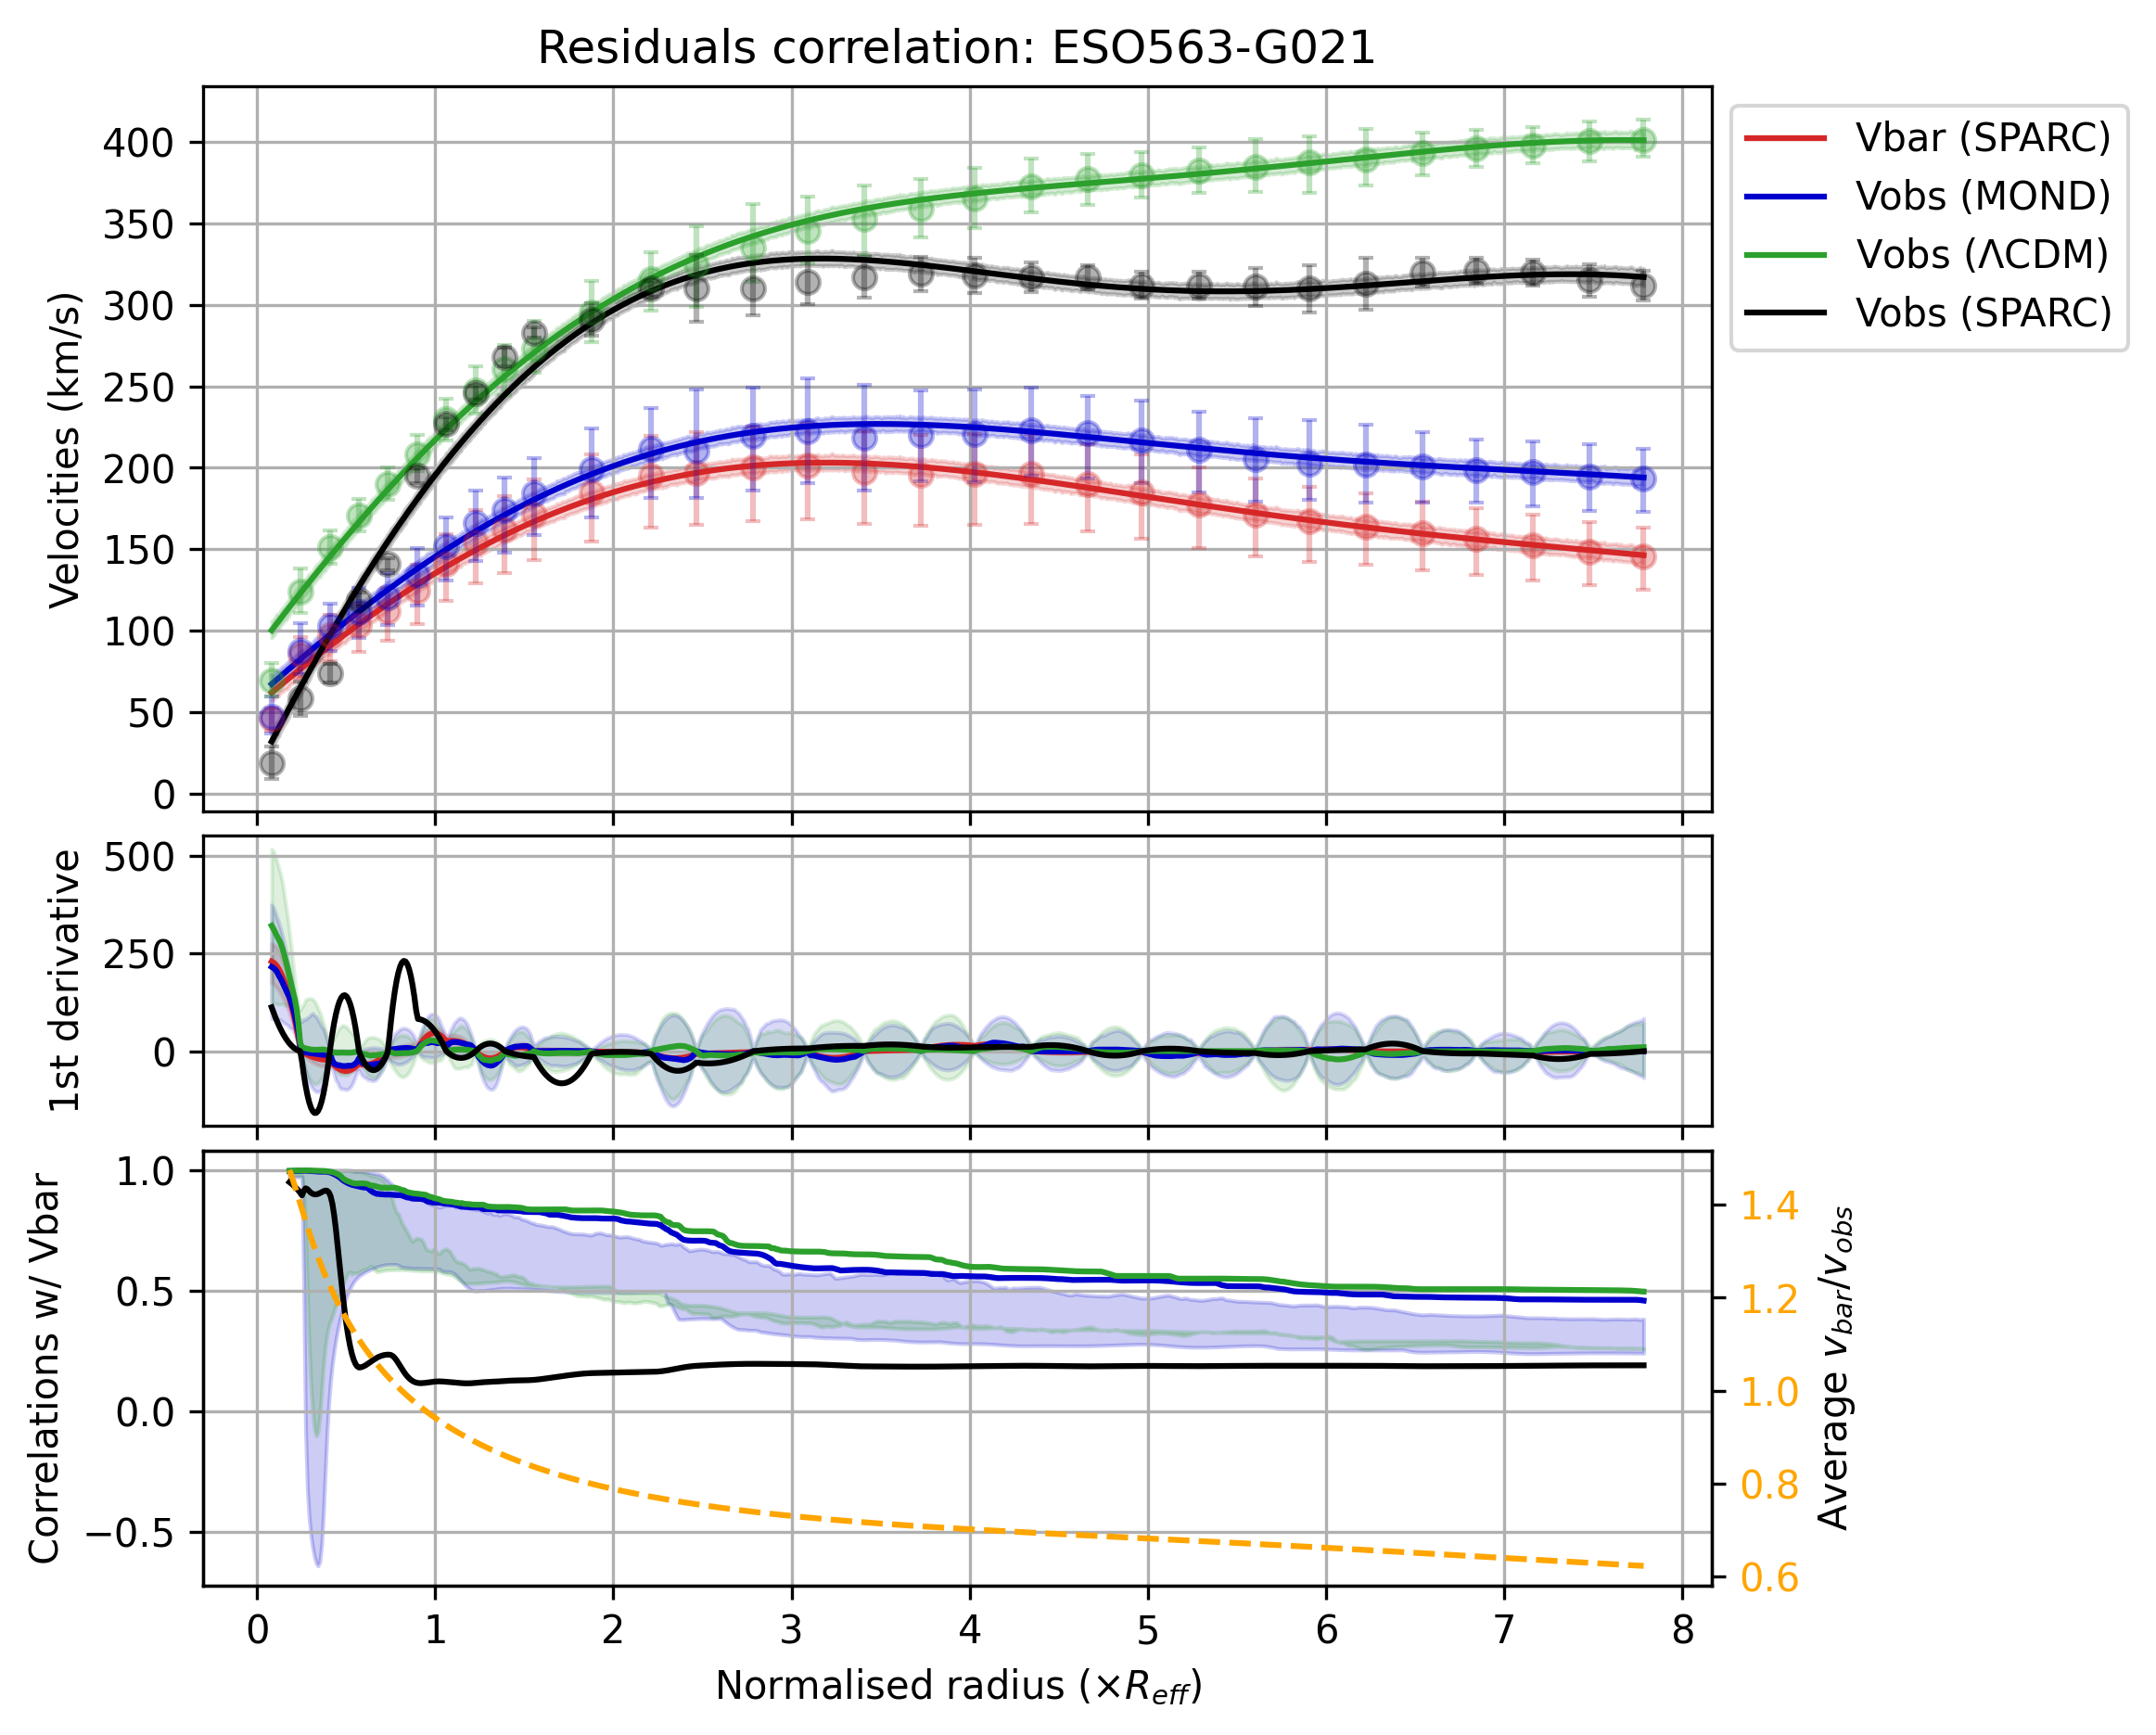 Residuals correlation: ESO563-G021
Velocities (km/s)
400
350
300
250
200
150
100
50
0
Vbar (SPARC)
Vobs (MOND)
Vobs (ΛCDM)
Vobs (SPARC)
1st derivative
500
250
0
Correlations w/ Vbar
1.0
0.5
0.0
−0.5
1.4
1.2
1.0
0.8
0.6
Average v_bar/v_obs
0 1 2 3 4 5 6 7 8
Normalised radius (×R_eff)